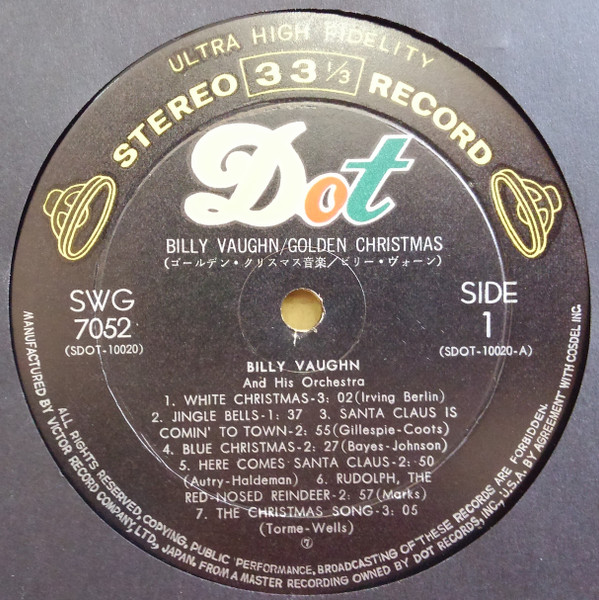 ULTRA HIGH FIDELITY
STEREO 33 1/3 RECORD
Dot
BILLY VAUGHN/GOLDEN CHRISTMAS
(ゴールデン・クリスマス音楽/ビリー・ヴォーン)
SWG
7052
(SDOT-10020)
SIDE
1
(SDOT-10020-A)
BILLY VAUGHN
And His Orchestra
1. WHITE CHRISTMAS-3: 02(Irving Berlin)
2. JINGLE BELLS-1: 37 3. SANTA CLAUS IS
COMIN' TO TOWN-2: 55(Gillespie-Coots)
4. BLUE CHRISTMAS-2: 27(Bayes-Johnson)
5. HERE COMES SANTA CLAUS-2: 50
(Autry-Haldeman) 6. RUDOLPH, THE
RED-NOSED REINDEER-2: 57(Marks)
7. THE CHRISTMAS SONG-3: 05
(Torme-Wells)
⑦
ALL RIGHTS RESERVED, COPYING, PUBLIC PERFORMANCE, BROADCASTING OF THESE RECORDS ARE FORBIDDEN.
MANUFACTURED BY VICTOR RECORD COMPANY, LTD., JAPAN. FROM A MASTER RECORDING OWNED BY DOT RECORDS, INC., U.S.A. BY AGREEMENT WITH COSDEL INC.